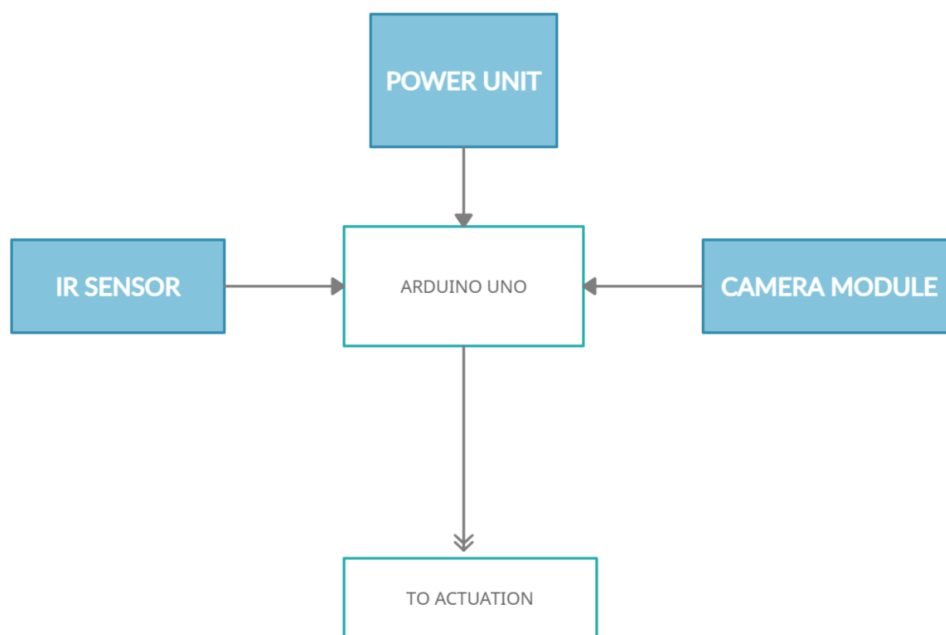 POWER UNIT
IR SENSOR
ARDUINO UNO
CAMERA MODULE
TO ACTUATION